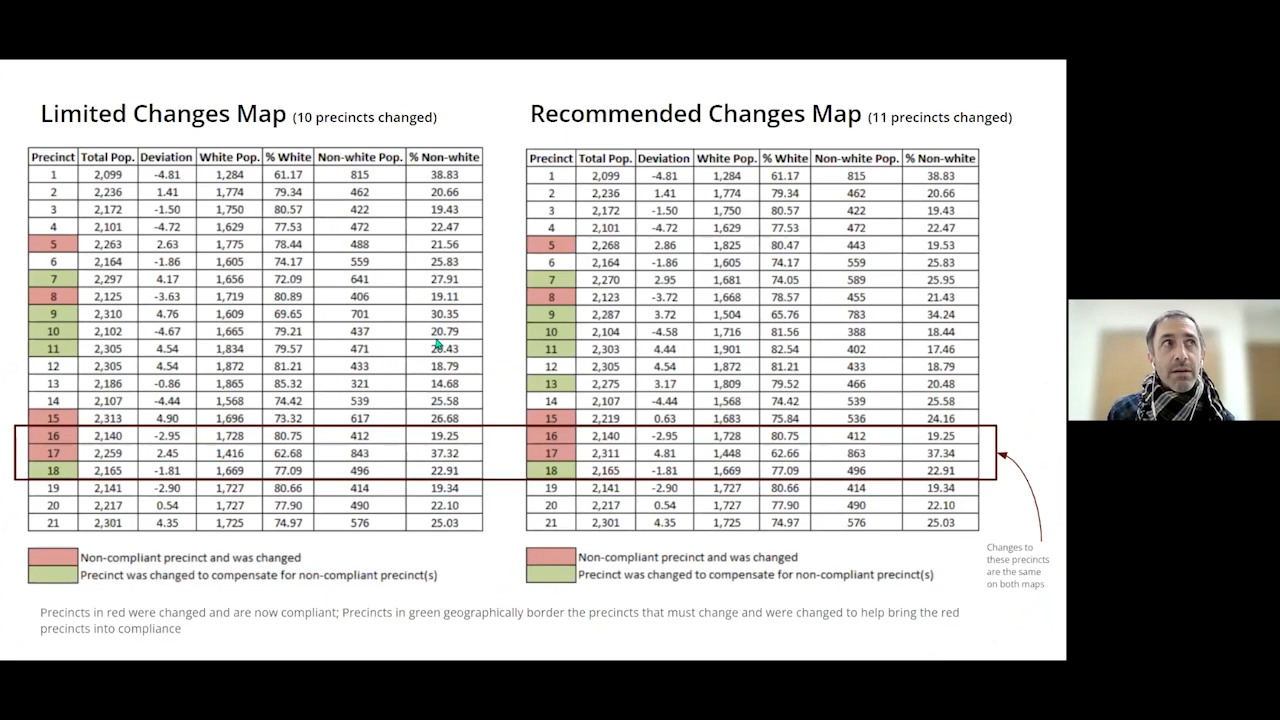 Limited Changes Map (10 precincts changed)
Precinct Total Pop. Deviation White Pop. % White Non-white Pop. % Non-white
1 2,099 -4.81 1,284 61.17 815 38.83
2 2,236 1.41 1,774 79.34 462 20.66
3 2,172 -1.50 1,750 80.57 422 19.43
4 2,101 -4.72 1,629 77.53 472 22.47
5 2,263 2.63 1,775 78.44 488 21.56
6 2,164 -1.86 1,605 74.17 559 25.83
7 2,297 4.17 1,656 72.09 641 27.91
8 2,125 -3.63 1,719 80.89 406 19.11
9 2,310 4.76 1,609 69.65 701 30.35
10 2,102 -4.67 1,665 79.21 437 20.79
11 2,305 4.54 1,834 79.57 471 20.43
12 2,305 4.54 1,872 81.21 433 18.79
13 2,186 -0.86 1,865 85.32 321 14.68
14 2,107 -4.44 1,568 74.42 539 25.58
15 2,313 4.90 1,696 73.32 617 26.68
16 2,140 -2.95 1,728 80.75 412 19.25
17 2,259 2.45 1,416 62.68 843 37.32
18 2,165 -1.81 1,669 77.09 496 22.91
19 2,141 -2.90 1,727 80.66 414 19.34
20 2,217 0.54 1,727 77.90 490 22.10
21 2,301 4.35 1,725 74.97 576 25.03
Non-compliant precinct and was changed
Precinct was changed to compensate for non-compliant precinct(s)
Recommended Changes Map (11 precincts changed)
Precinct Total Pop. Deviation White Pop. % White Non-white Pop. % Non-white
1 2,099 -4.81 1,284 61.17 815 38.83
2 2,236 1.41 1,774 79.34 462 20.66
3 2,172 -1.50 1,750 80.57 422 19.43
4 2,101 -4.72 1,629 77.53 472 22.47
5 2,268 2.86 1,825 80.47 443 19.53
6 2,164 -1.86 1,605 74.17 559 25.83
7 2,270 2.95 1,681 74.05 589 25.95
8 2,123 -3.72 1,668 78.57 455 21.43
9 2,287 3.72 1,504 65.76 783 34.24
10 2,104 -4.58 1,716 81.56 388 18.44
11 2,303 4.44 1,901 82.54 402 17.46
12 2,305 4.54 1,872 81.21 433 18.79
13 2,275 3.17 1,809 79.52 466 20.48
14 2,107 -4.44 1,568 74.42 539 25.58
15 2,219 0.63 1,683 75.84 536 24.16
16 2,140 -2.95 1,728 80.75 412 19.25
17 2,311 4.81 1,448 62.66 863 37.34
18 2,165 -1.81 1,669 77.09 496 22.91
19 2,141 -2.90 1,727 80.66 414 19.34
20 2,217 0.54 1,727 77.90 490 22.10
21 2,301 4.35 1,725 74.97 576 25.03
Non-compliant precinct and was changed
Precinct was changed to compensate for non-compliant precinct(s)
Changes to
these precincts
are the same
on both maps
Precincts in red were changed and are now compliant; Precincts in green geographically border the precincts that must change and were changed to help bring the red
precincts into compliance